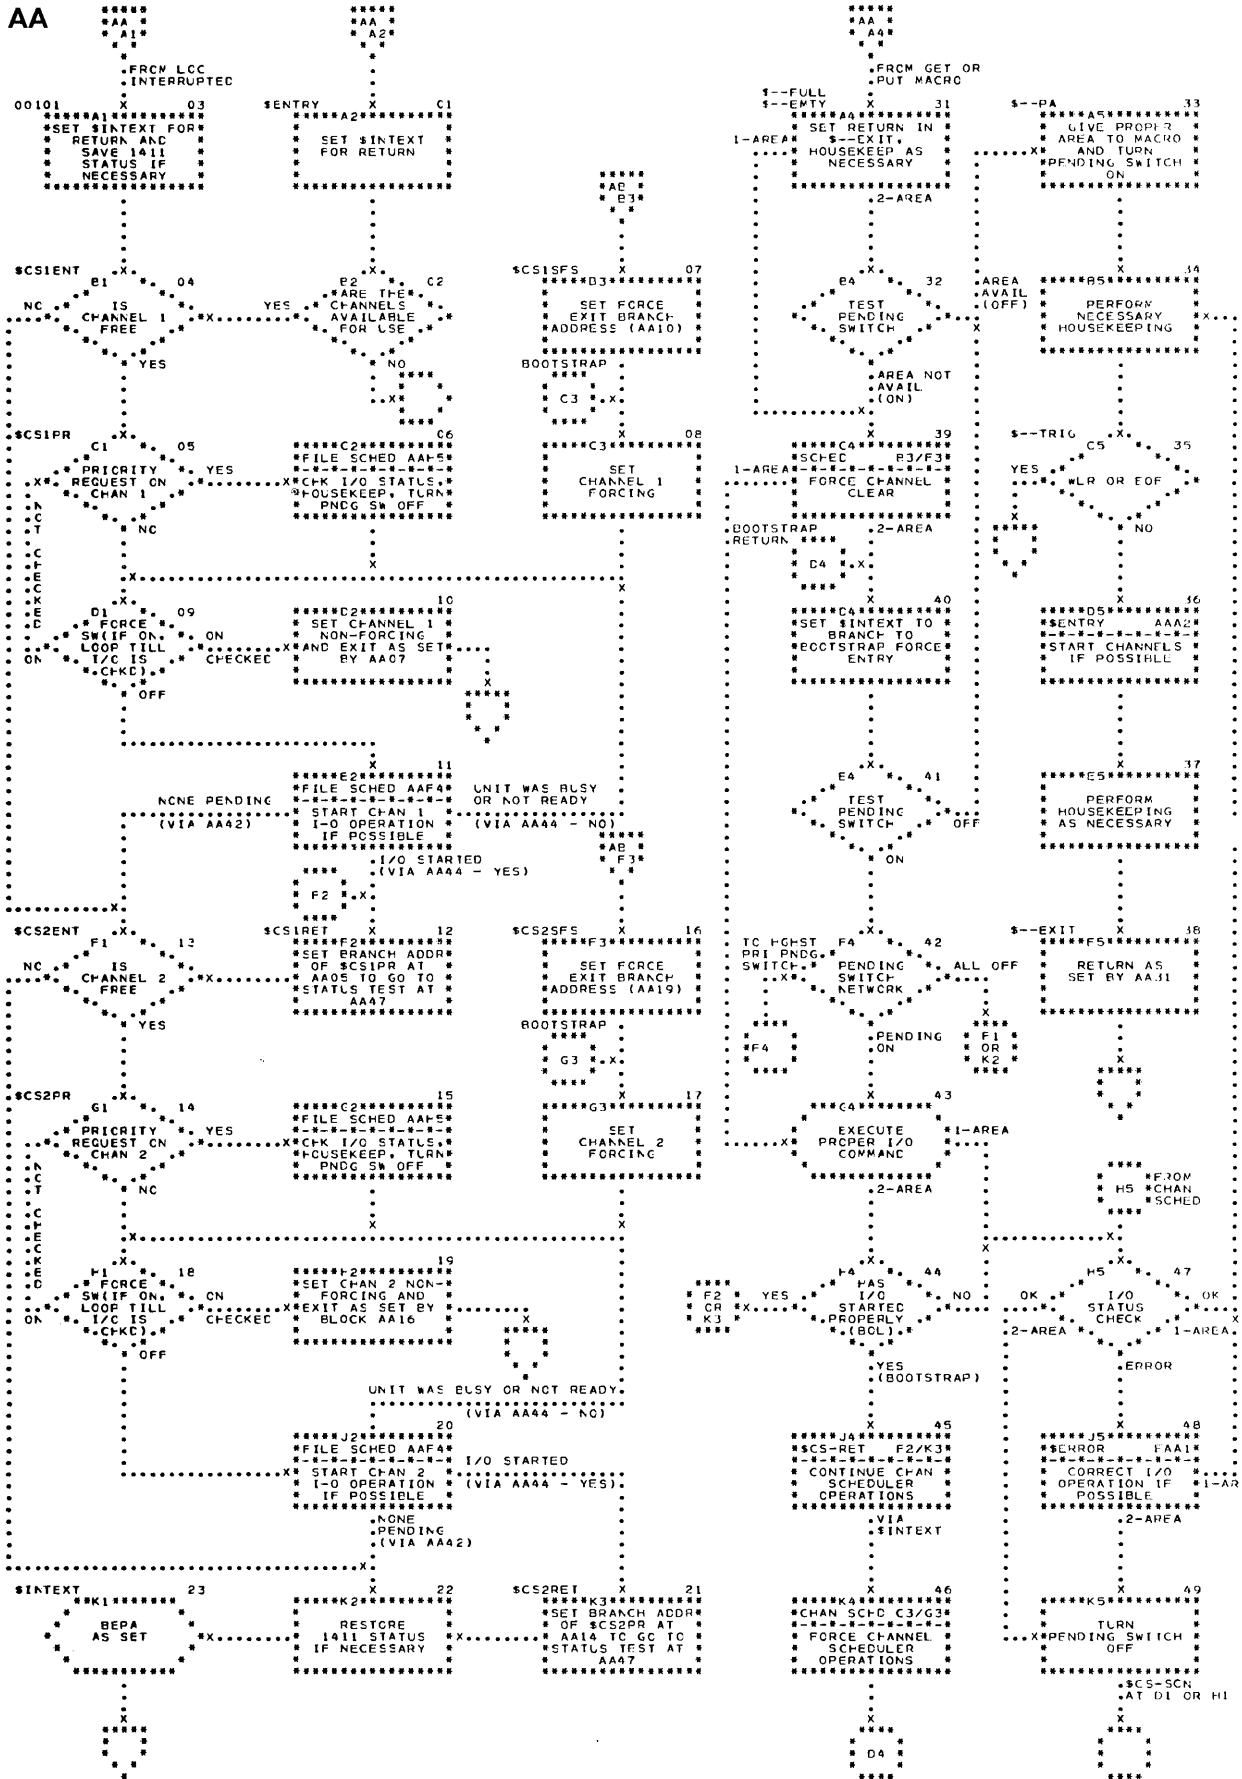 AA
AA
A1
AA
A2
AA
A4
FROM LOC
INTERRUPTED
FROM GET OR
PUT MACRO
00101
03
A1
SET $INTEXT FOR
RETURN AND
SAVE 1411
STATUS IF
NECESSARY
$ENTRY
C1
A2
SET $INTEXT
FOR RETURN
$--FULL
$--EMTY
31
A4
1-AREA
SET RETURN IN
$--EXIT,
HOUSEKEEP AS
NECESSARY
2-AREA
$--PA
33
A5
GIVE PROPER
AREA TO MACRO
AND TURN
PENDING SWITCH
ON
AB
B3
$CS1ENT
B1
04
NO
IS
CHANNEL 1
FREE
YES
B2
C2
YES
ARE THE
CHANNELS
AVAILABLE
FOR USE
NO
$CS1SFS
07
D3
SET FORCE
EXIT BRANCH
ADDRESS (AA10)
B4
32
TEST
PENDING
SWITCH
AREA
AVAIL
(OFF)
AREA NOT
AVAIL
(ON)
34
B5
PERFORM
NECESSARY
HOUSEKEEPING
BOOTSTRAP
C3
$CS1PR
C1
05
PRIORITY
REQUEST ON
CHAN 1
YES
NO
NOT CHECKED
06
C2
FILE SCHED AAH5
CHK I/O STATUS,
HOUSEKEEP, TURN
PNDG SW OFF
08
C3
SET
CHANNEL 1
FORCING
39
C4
SCHED B3/F3
1-AREA
FORCE CHANNEL
CLEAR
2-AREA
$--TRIG
C5
35
YES
WLR OR EOF
NO
BOOTSTRAP
RETURN
D4
D1
09
FORCE
SW(IF ON,
LOOP TILL
I/O IS
CHKD)
ON
ON
CHECKED
OFF
10
D2
SET CHANNEL 1
NON-FORCING
AND EXIT AS SET
BY AA07
40
D4
SET $INTEXT TO
BRANCH TO
BOOTSTRAP FORCE
ENTRY
36
D5
$ENTRY AAA2
START CHANNELS
IF POSSIBLE
11
E2
FILE SCHED AAF4
START CHAN 1
I-O OPERATION
IF POSSIBLE
NONE PENDING
(VIA AA42)
UNIT WAS BUSY
OR NOT READY
(VIA AA44 - NO)
I/O STARTED
(VIA AA44 - YES)
AB
F3
E4
41
TEST
PENDING
SWITCH
OFF
ON
37
E5
PERFORM
HOUSEKEEPING
AS NECESSARY
F2
$CS2ENT
F1
13
NO
IS
CHANNEL 2
FREE
YES
$CS1RET
12
F2
SET BRANCH ADDR
OF $CS1PR AT
AA05 TO GO TO
STATUS TEST AT
AA47
$CS2SFS
16
F3
SET FORCE
EXIT BRANCH
ADDRESS (AA19)
F4
42
TO HGHST
PRI PNDG
SWITCH
PENDING
SWITCH
NETWORK
ALL OFF
PENDING
ON
F4
F1
OR
K2
$--EXIT
38
F5
RETURN AS
SET BY AA31
BOOTSTRAP
G3
$CS2PR
G1
14
PRIORITY
REQUEST ON
CHAN 2
YES
NO
NOT CHECKED
15
G2
FILE SCHED AAH5
CHK I/O STATUS,
HOUSEKEEP, TURN
PNDG SW OFF
17
G3
SET
CHANNEL 2
FORCING
43
G4
EXECUTE
PROPER I/O
COMMAND
1-AREA
2-AREA
H5
FROM
CHAN
SCHED
H1
18
FORCE
SW(IF ON,
LOOP TILL
I/O IS
CHKD)
ON
ON
CHECKED
OFF
19
H2
SET CHAN 2 NON-
FORCING AND
EXIT AS SET BY
BLOCK AA16
F2
OR
K3
YES
H4
44
HAS
I/O
STARTED
PROPERLY
(BOL)
NO
YES
(BOOTSTRAP)
H5
47
OK
I/O
STATUS
CHECK
OK
2-AREA
1-AREA
ERROR
UNIT WAS BUSY OR NOT READY
(VIA AA44 - NO)
20
J2
FILE SCHED AAF4
START CHAN 2
I-O OPERATION
IF POSSIBLE
I/O STARTED
(VIA AA44 - YES)
NONE
PENDING
(VIA AA42)
45
J4
$CS-RET F2/K3
CONTINUE CHAN
SCHEDULER
OPERATIONS
VIA
$INTEXT
48
J5
$ERROR EAA1
CORRECT I/O
OPERATION IF
POSSIBLE
1-AR
2-AREA
$INTEXT
23
K1
BEPA
AS SET
22
K2
RESTORE
1411 STATUS
IF NECESSARY
$CS2RET
21
K3
SET BRANCH ADDR
OF $CS2PR AT
AA14 TO GO TO
STATUS TEST AT
AA47
46
K4
CHAN SCHD C3/G3
FORCE CHANNEL
SCHEDULER
OPERATIONS
49
K5
TURN
PENDING SWITCH
OFF
$CS-SCN
AT D1 OR H1
D4